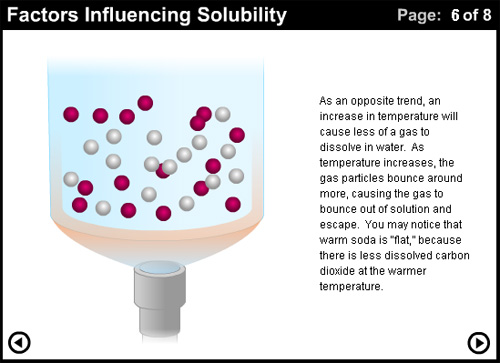 Factors Influencing Solubility
Page: 6 of 8
As an opposite trend, an
increase in temperature will
cause less of a gas to
dissolve in water. As
temperature increases, the
gas particles bounce around
more, causing the gas to
bounce out of solution and
escape. You may notice that
warm soda is "flat," because
there is less dissolved carbon
dioxide at the warmer
temperature.